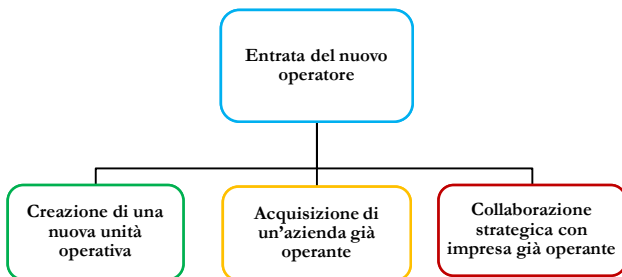 Entrata del nuovo
operatore
Creazione di una
nuova unità
operativa
Acquisizione di
un'azienda già
operante
Collaborazione
strategica con
impresa già operante